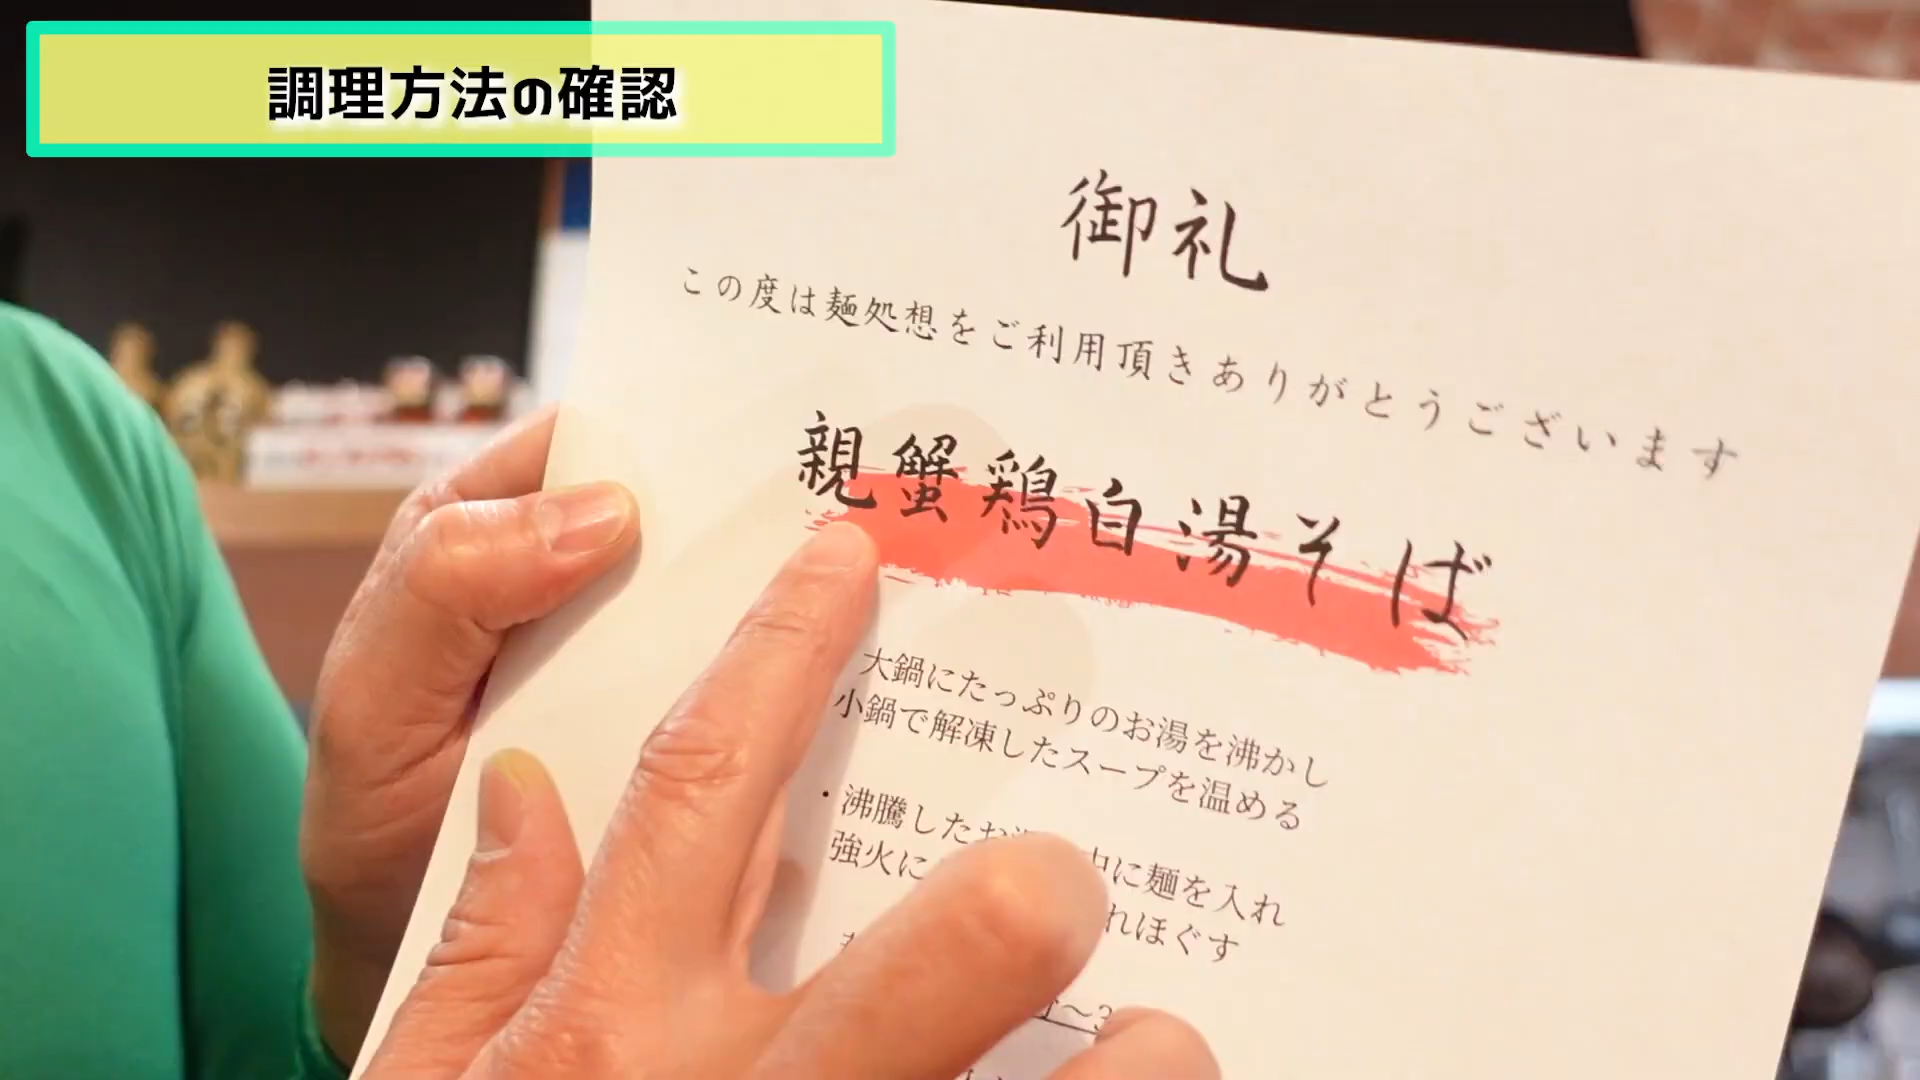 調理方法の確認
御礼
この度は麺処想をご利用頂きありがとうございます
親蟹鶏白湯そば
大鍋にたっぷりのお湯を沸かし
小鍋で解凍したスープを温める
・沸騰したお
中に麺を入れ
強火に
れほぐす
〜3